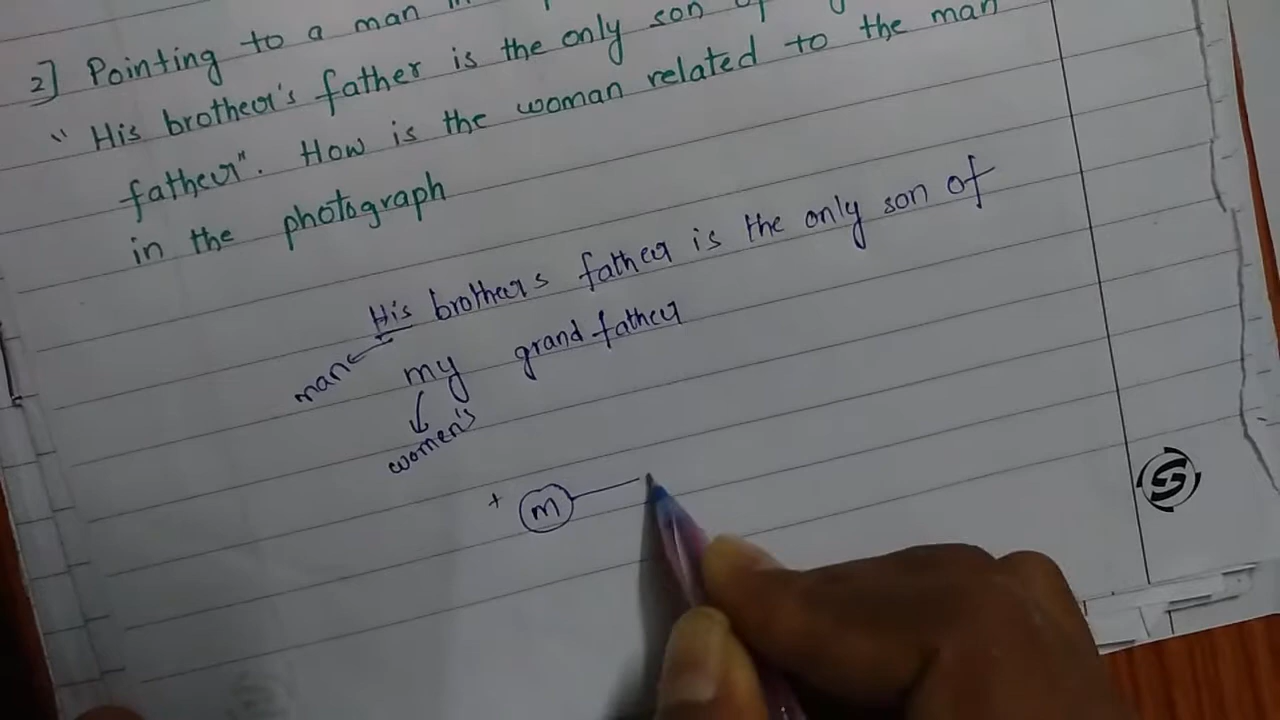 2] Pointing to a man
" His brother's father is the only son
father". How is the woman related to the man
in the photograph
His brothers father is the only son of
man my grand father
women's
+ m